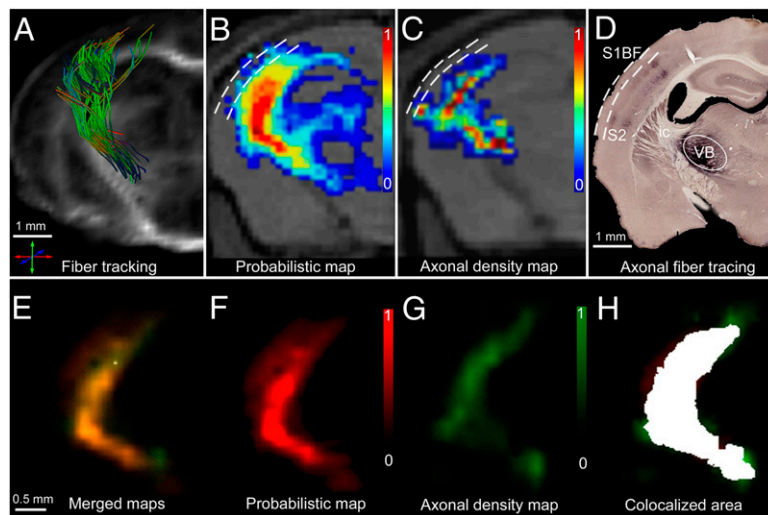 A
1 mm
Fiber tracking
B
1
0
Probabilistic map
C
1
0
Axonal density map
D
S1BF
S2
ic
VB
1 mm
Axonal fiber tracing
E
0.5 mm
Merged maps
F
1
0
Probabilistic map
G
1
0
Axonal density map
H
Colocalized area